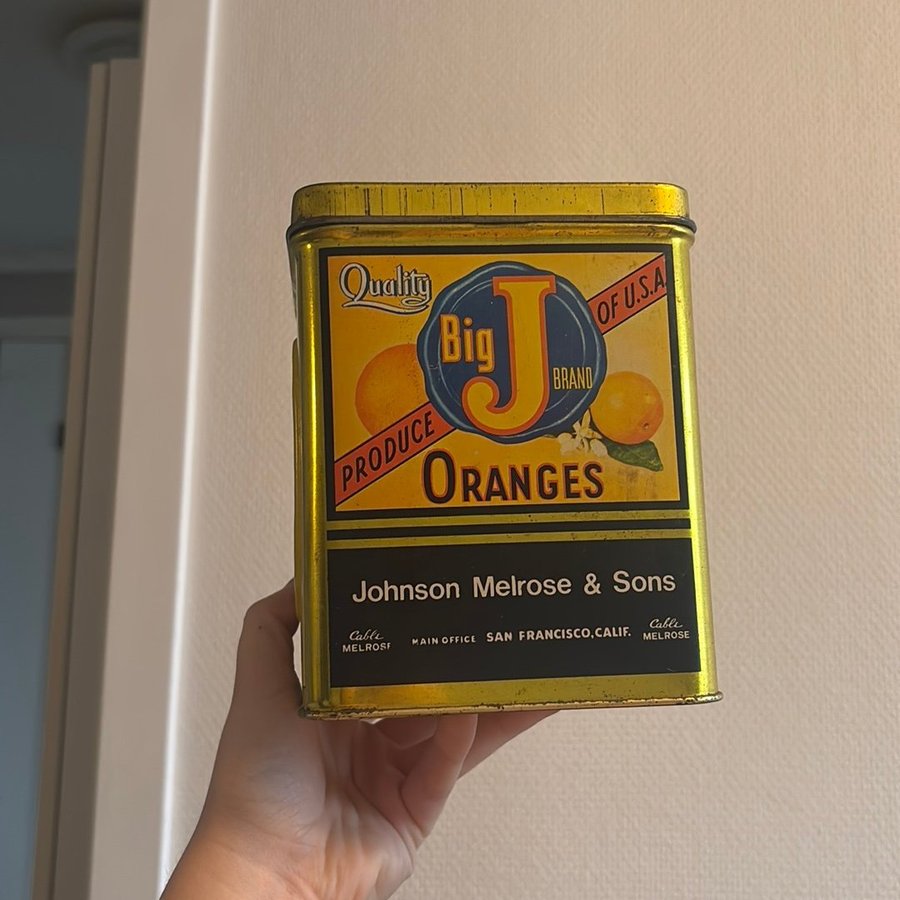 Quality
Big J BRAND
PRODUCE OF U.S.A.
ORANGES
Johnson Melrose & Sons
Cable MELROSE
MAIN OFFICE SAN FRANCISCO, CALIF.
Cable MELROSE